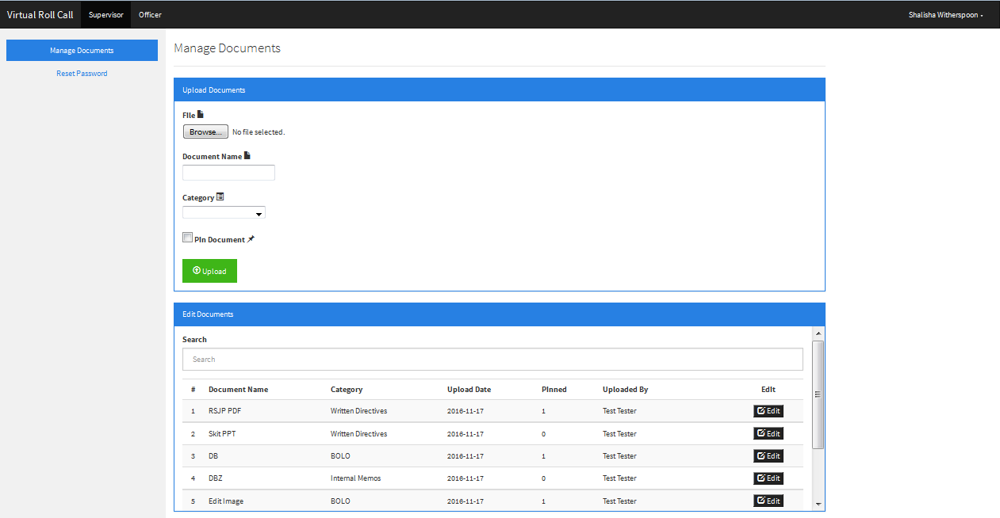 Virtual Roll Call Supervisor Officer Shalisha Witherspoon
Manage Documents
Reset Password
Manage Documents
Upload Documents
File
Browse... No file selected.
Document Name
Category
Pin Document
Upload
Edit Documents
Search
Search
# Document Name Category Upload Date Pinned Uploaded By Edit
1 RSJP PDF Written Directives 2016-11-17 1 Test Tester Edit
2 Skit PPT Written Directives 2016-11-17 0 Test Tester Edit
3 DB BOLO 2016-11-17 1 Test Tester Edit
4 DBZ Internal Memos 2016-11-17 0 Test Tester Edit
5 Edit Image BOLO 2016-11-17 1 Test Tester Edit